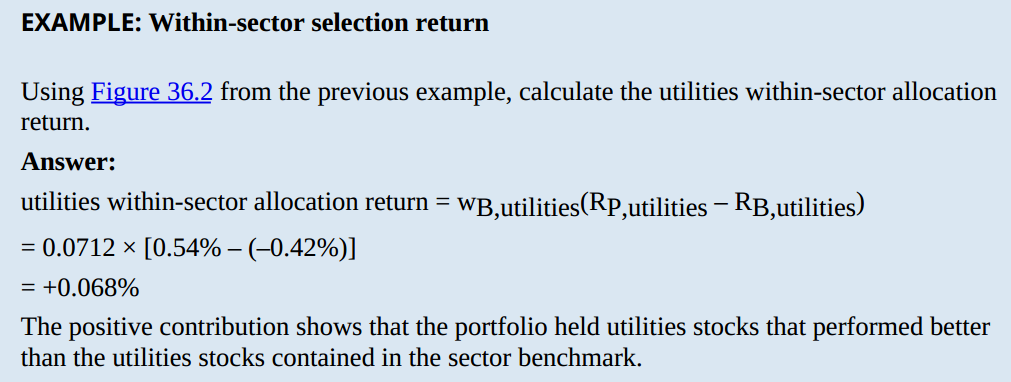 EXAMPLE: Within-sector selection return
Using Figure 36.2 from the previous example, calculate the utilities within-sector allocation
return.
Answer:
utilities within-sector allocation return = wB,utilities(RP,utilities – RB,utilities)
= 0.0712 × [0.54% – (–0.42%)]
= +0.068%
The positive contribution shows that the portfolio held utilities stocks that performed better
than the utilities stocks contained in the sector benchmark.